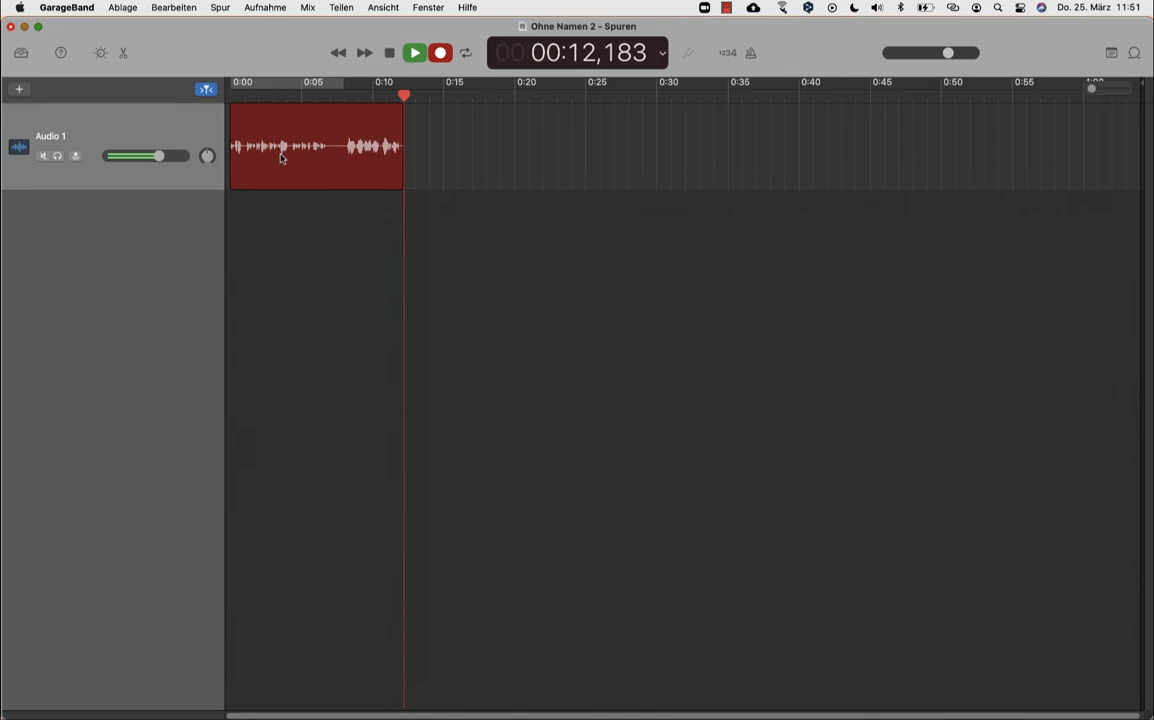 GarageBand Ablage Bearbeiten Spur Aufnahme Mix Teilen Ansicht Fenster Hilfe Do. 25. März 11:51
Ohne Namen 2 - Spuren
00:00:12,183 1234
0:00 0:05 0:10 0:15 0:20 0:25 0:30 0:35 0:40 0:45 0:50 0:55 1:00
Audio 1